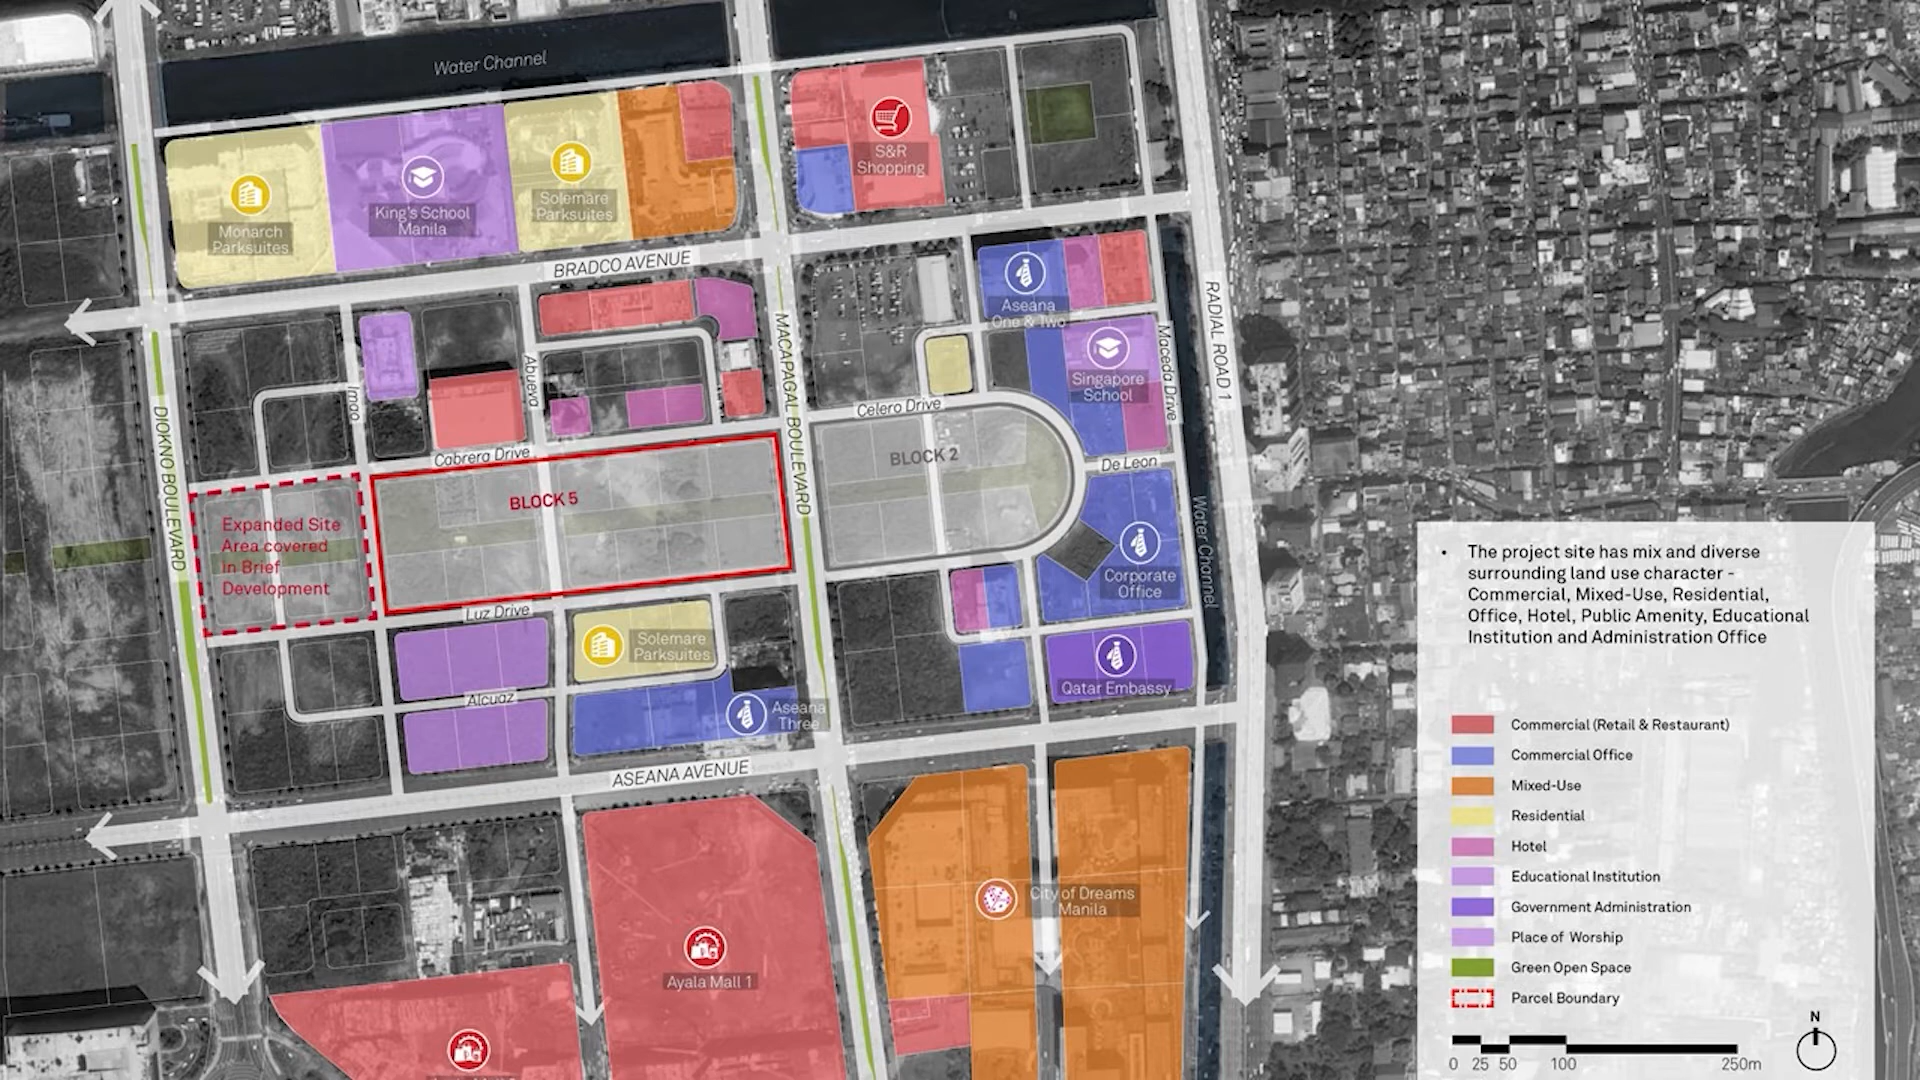 Water Channel
S&R
Shopping
King's School
Manila
Solemare
Parksuites
Monarch
Parksuites
BRADCO AVENUE
Aseana
One & Two
RADIAL ROAD 1
MACAPAGAL BOULEVARD
Maceda Drive
Imao
Abueva
Singapore
School
Celero Drive
DIOKNO BOULEVARD
Cabrera Drive
BLOCK 2
De Leon
BLOCK 5
Water Channel
Expanded Site
Area covered
in Brief
Development
Corporate
Office
Luz Drive
Solemare
Parksuites
Qatar Embassy
Alcuaz
Aseana
Three
ASEANA AVENUE
City of Dreams
Manila
Ayala Mall 1
• The project site has mix and diverse
surrounding land use character -
Commercial, Mixed-Use, Residential,
Office, Hotel, Public Amenity, Educational
Institution and Administration Office
Commercial (Retail & Restaurant)
Commercial Office
Mixed-Use
Residential
Hotel
Educational Institution
Government Administration
Place of Worship
Green Open Space
Parcel Boundary
N
0 25 50 100 250m